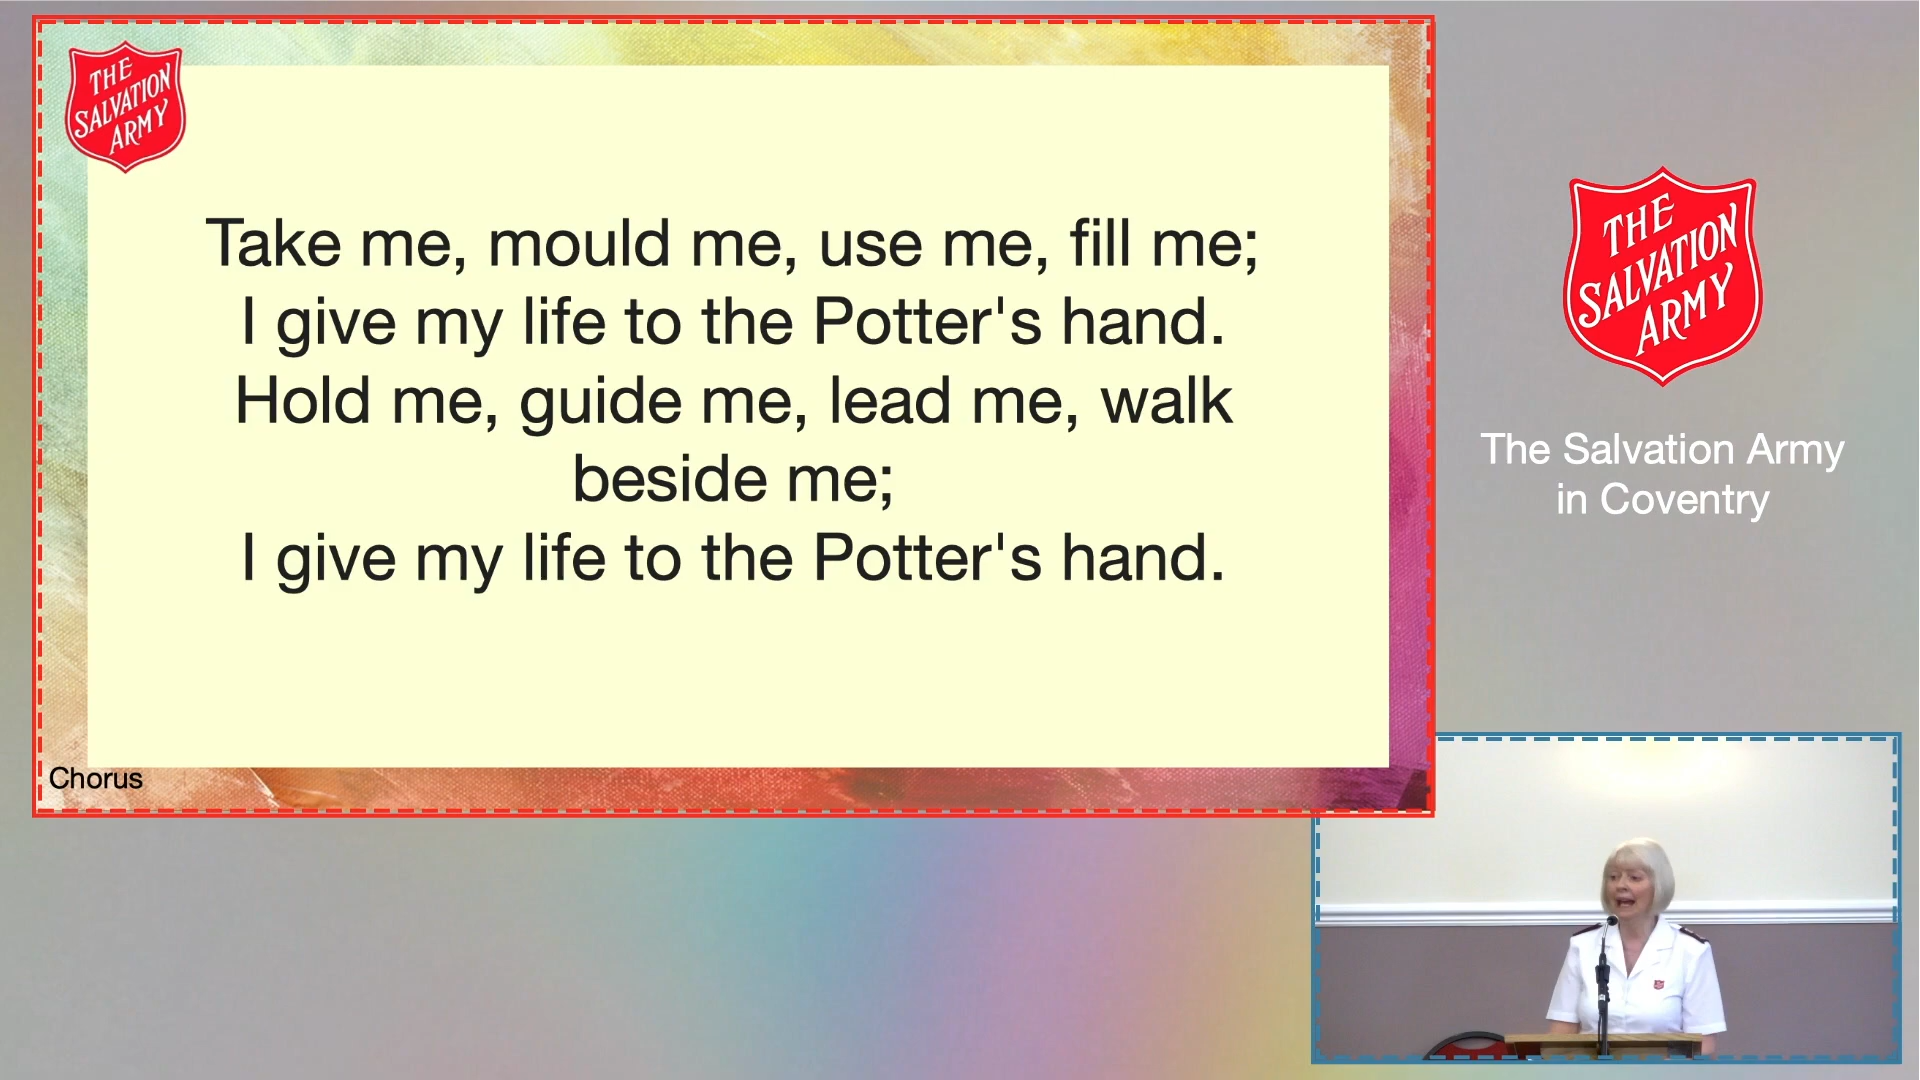 THE
SALVATION
ARMY
Take me, mould me, use me, fill me;
I give my life to the Potter's hand.
Hold me, guide me, lead me, walk
beside me;
I give my life to the Potter's hand.
Chorus
THE
SALVATION
ARMY
The Salvation Army
in Coventry